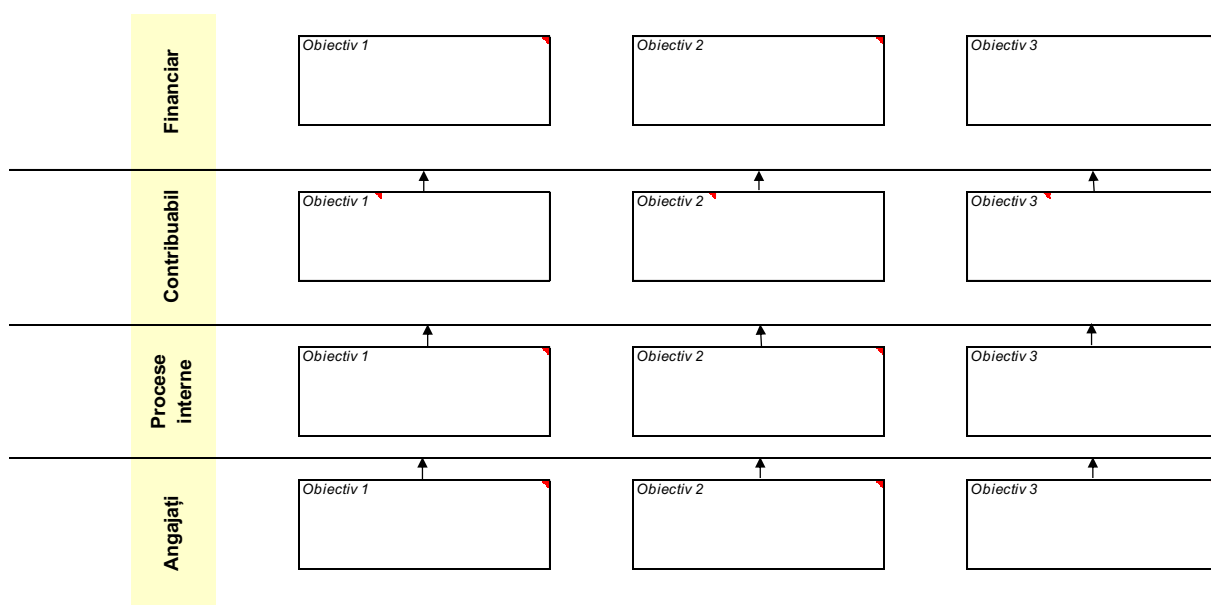 Financiar
Obiectiv 1
Obiectiv 2
Obiectiv 3
Contribuabil
Obiectiv 1
Obiectiv 2
Obiectiv 3
Procese
interne
Obiectiv 1
Obiectiv 2
Obiectiv 3
Angajați
Obiectiv 1
Obiectiv 2
Obiectiv 3